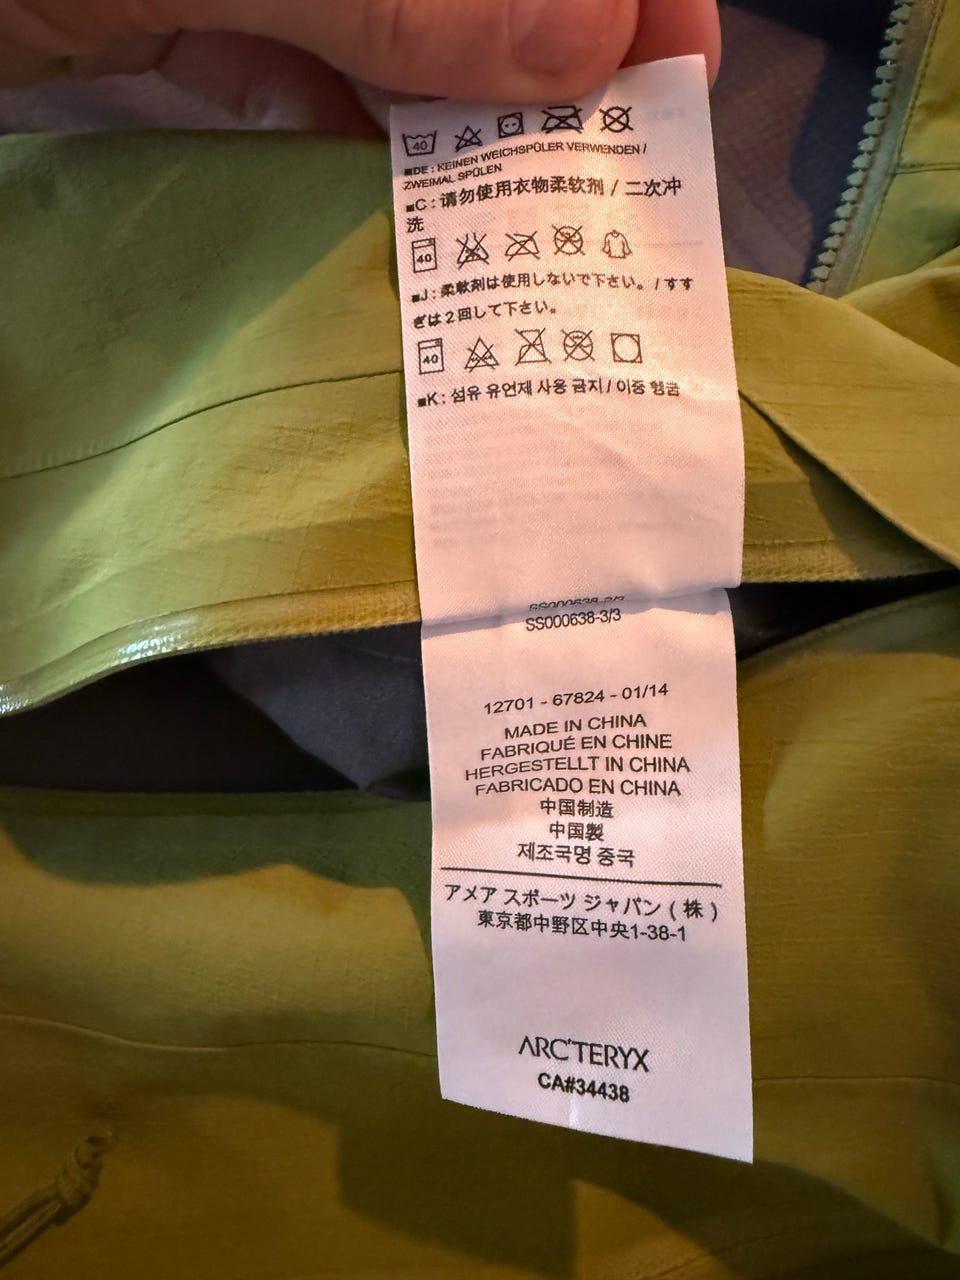 40
■DE : KEINEN WEICHSPÜLER VERWENDEN /
ZWEIMAL SPÜLEN
■C : 请勿使用衣物柔软剂 / 二次冲
洗
40
■J : 柔軟剤は使用しないで下さい。/ すす
ぎは2回して下さい。
40
■K : 섬유 유연제 사용 금지 / 이중 헹굼
SS000638-2/3
SS000638-3/3
12701 - 67824 - 01/14
MADE IN CHINA
FABRIQUÉ EN CHINE
HERGESTELLT IN CHINA
FABRICADO EN CHINA
中国制造
中国製
제조국명 중국
アメア スポーツ ジャパン ( 株 )
東京都中野区中央1-38-1
ARC'TERYX
CA#34438